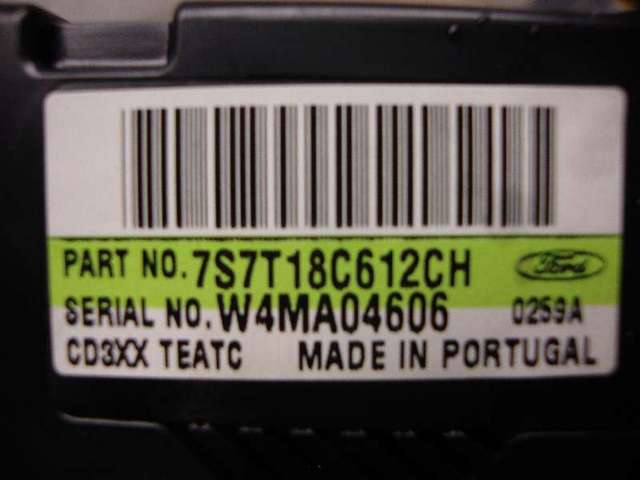 PART NO. 7S7T18C612CH Ford
SERIAL NO. W4MA04606 0259A
CD3XX TEATC MADE IN PORTUGAL